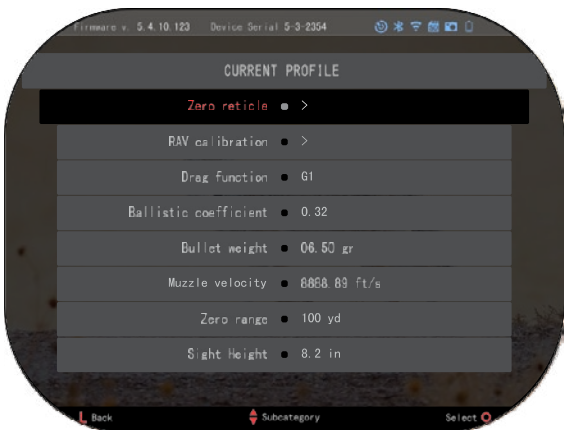 Firmware v. 5.4.10.123 Device Serial 5-3-2354
CURRENT PROFILE
Zero reticle >
RAV calibration >
Drag function G1
Ballistic coefficient 0.32
Bullet weight 06.50 gr
Muzzle velocity 8888.89 ft/s
Zero range 100 yd
Sight Height 8.2 in
L Back Subcategory Select